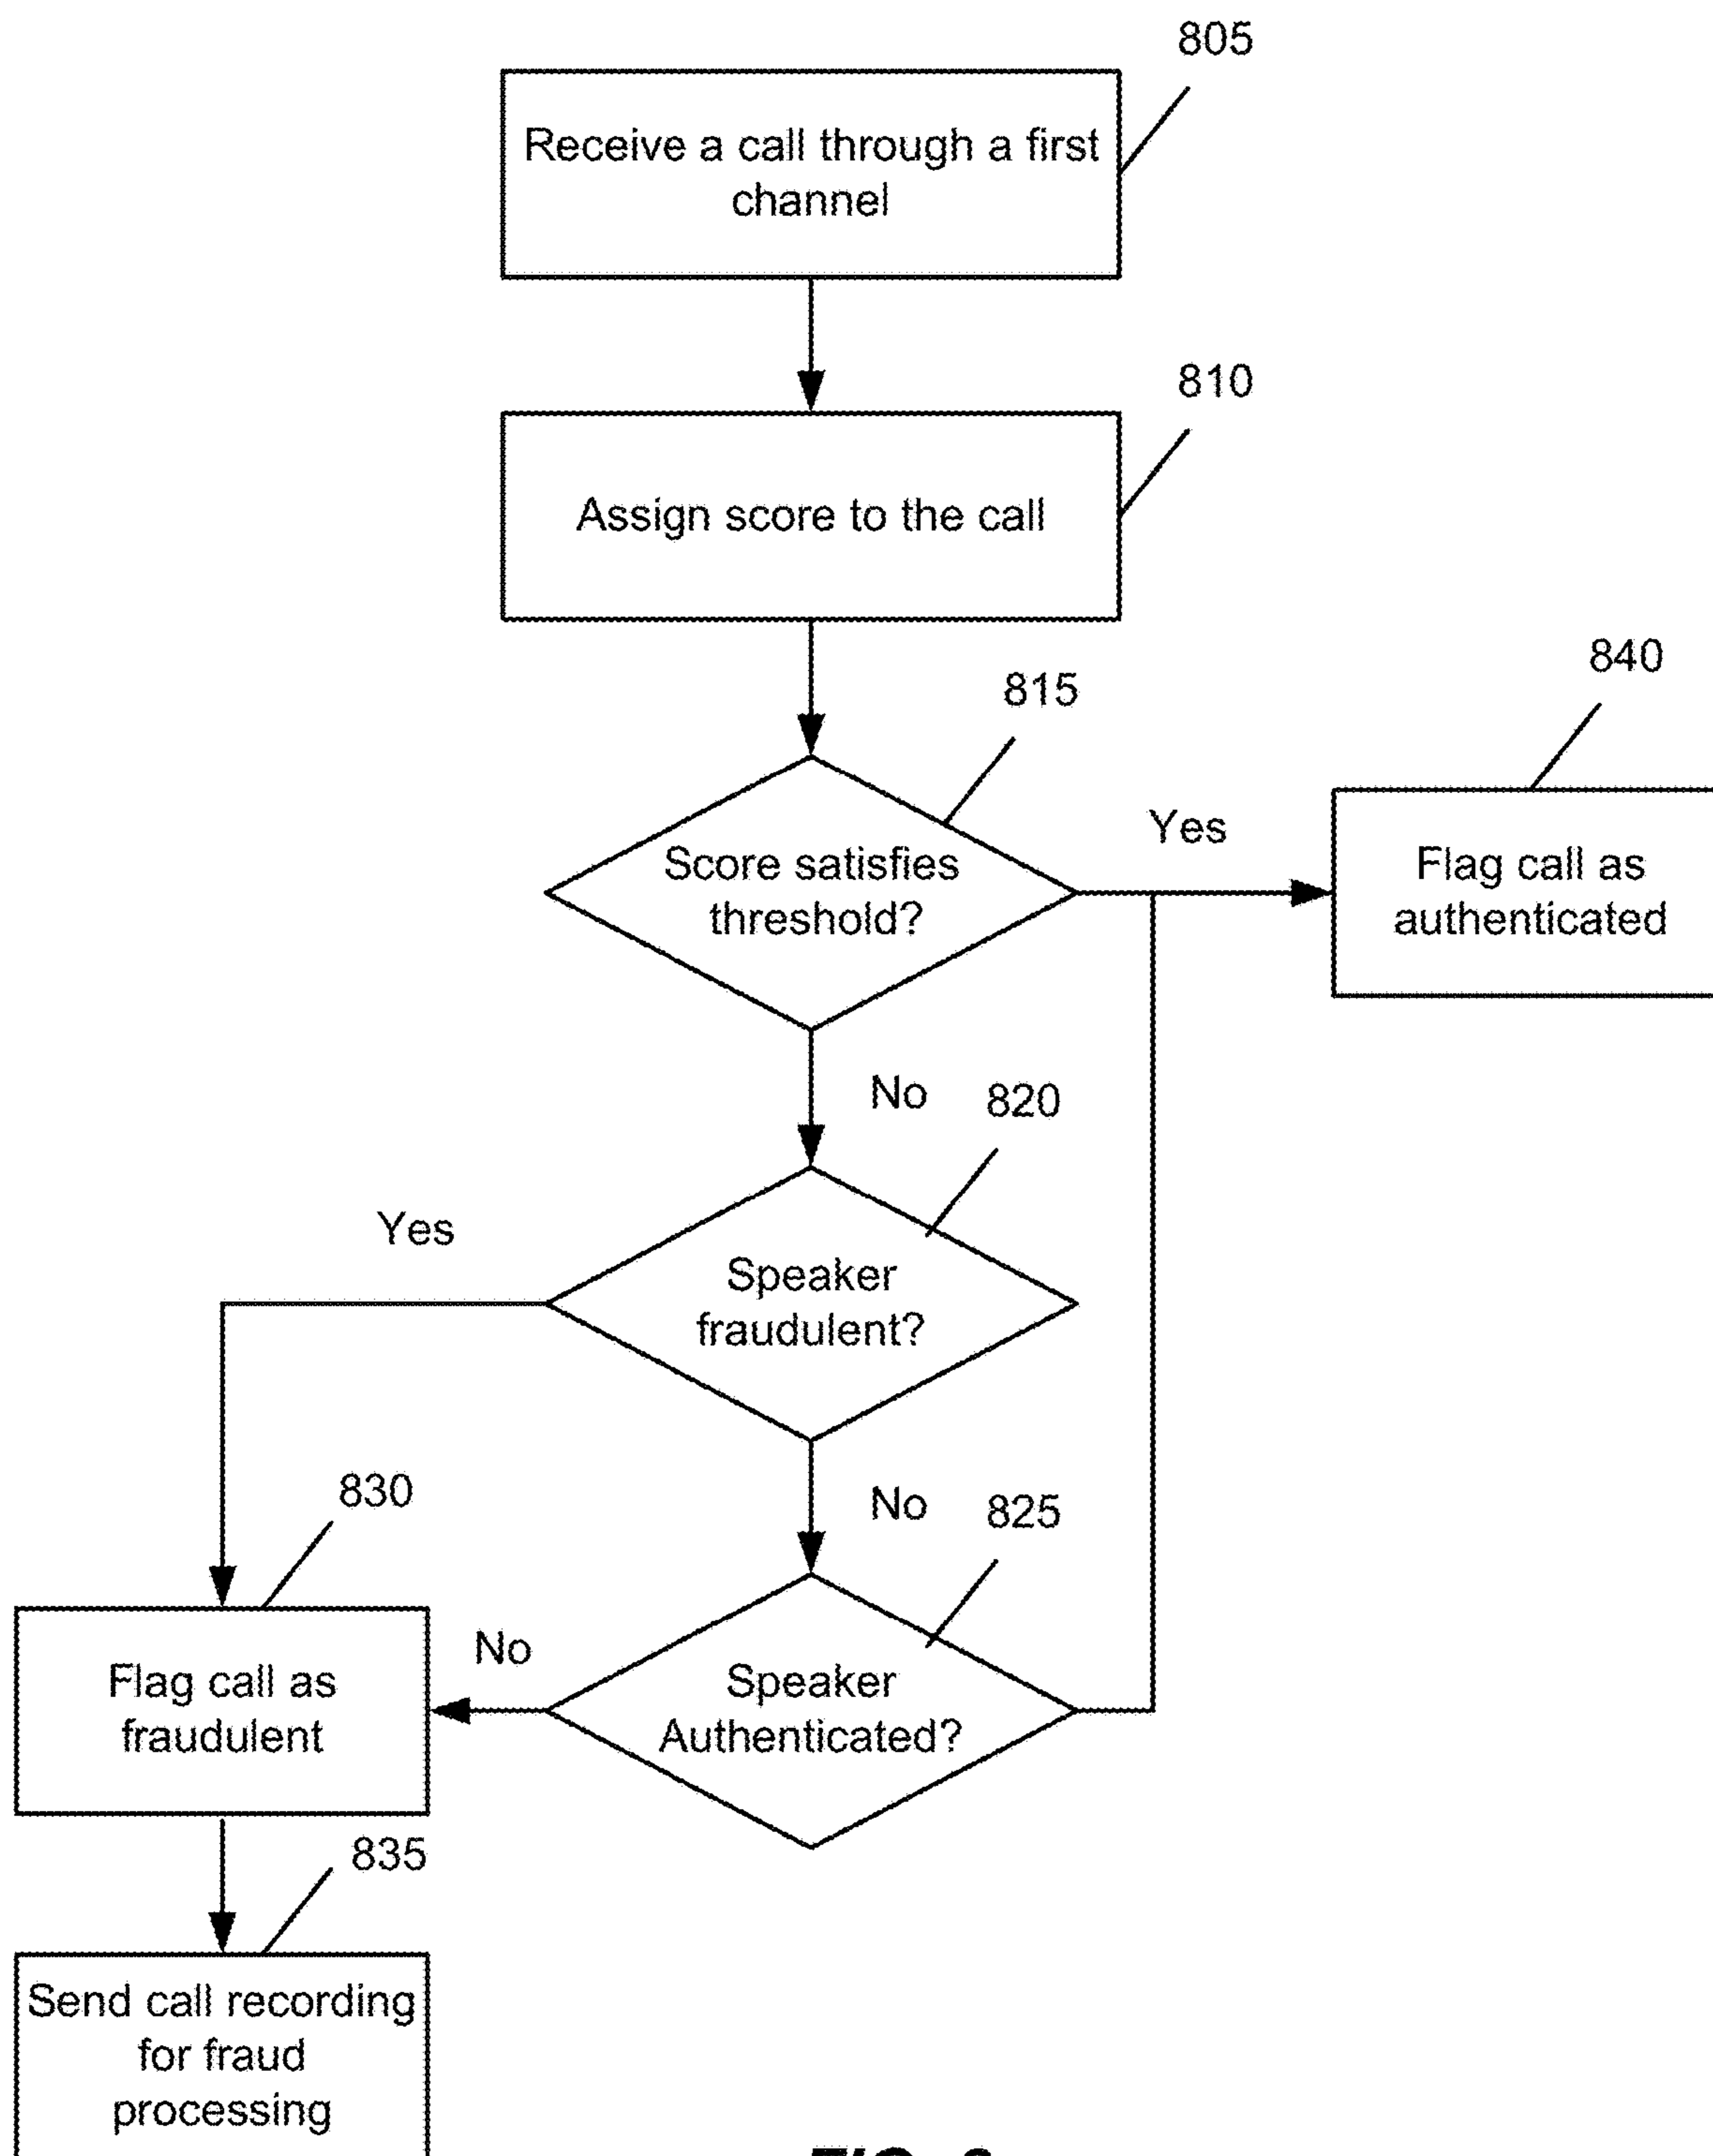 805
Receive a call through a first
channel
810
Assign score to the call
815
840
Score satisfies
threshold?
Yes
Flag call as
authenticated
No
820
Yes
Speaker
fraudulent?
830
No
825
No
Flag call as
fraudulent
Speaker
Authenticated?
835
Send call recording
for fraud
processing